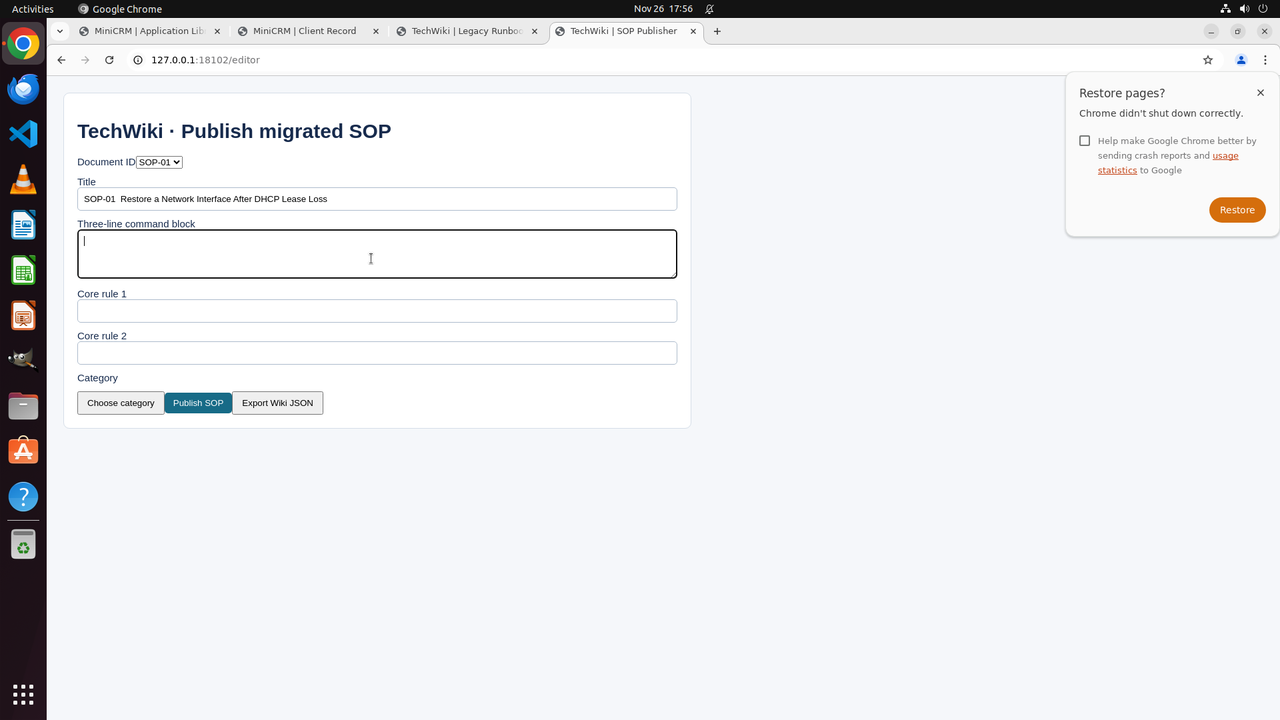 Activities
Google Chrome
Nov 26 17:56
MiniCRM | Application Lib
MiniCRM | Client Record
TechWiki | Legacy Runboo
TechWiki | SOP Publisher
127.0.0.1:18102/editor
Restore pages?
Chrome didn't shut down correctly.
Help make Google Chrome better by
sending crash reports and usage
statistics to Google
Restore
TechWiki · Publish migrated SOP
Document ID SOP-01
Title
SOP-01 Restore a Network Interface After DHCP Lease Loss
Three-line command block
Core rule 1
Core rule 2
Category
Choose category
Publish SOP
Export Wiki JSON